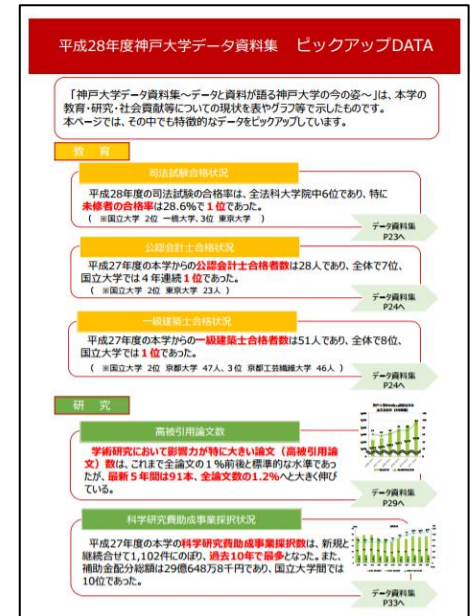 平成28年度神戸大学データ資料集　ピックアップDATA
「神戸大学データ資料集～データと資料が語る神戸大学の今の姿～」は、本学の
教育・研究・社会貢献等についての現状を表やグラフ等で示したものです。
本ページでは、その中でも特徴的なデータをピックアップしています。
教　育
司法試験合格状況
平成28年度の司法試験の合格率は、全法科大学院中6位であり、特に
未修者の合格率は28.6%で１位であった。
（　※国立大学　2位　一橋大学、3位　東京大学　）
データ資料集
P23へ
公認会計士合格状況
平成27年度の本学からの公認会計士合格者数は28人であり、全体で7位、
国立大学では４年連続１位であった。
（　※国立大学　2位　東京大学　23人　）
データ資料集
P24へ
一級建築士合格状況
平成27年度の本学からの一級建築士合格者数は51人であり、全体で8位、
国立大学では１位であった。
（　※国立大学　2位　京都大学　47人、3位　京都工芸繊維大学　46人　）
データ資料集
P24へ
研　究
高被引用論文数
学術研究において影響力が特に大きい論文（高被引用論
文）数は、これまで全論文の１%前後と標準的な水準であっ
たが、最新５年間は91本、全論文数の1.2%へと大きく伸び
ている。
データ資料集
P29へ
科学研究費助成事業採択状況
平成27年度の本学の科学研究費助成事業採択数は、新規と
継続合せて1,102件にのぼり、過去10年で最多となった。また、
補助金配分総額は29億648万8千円であり、国立大学間では
10位であった。
データ資料集
P33へ